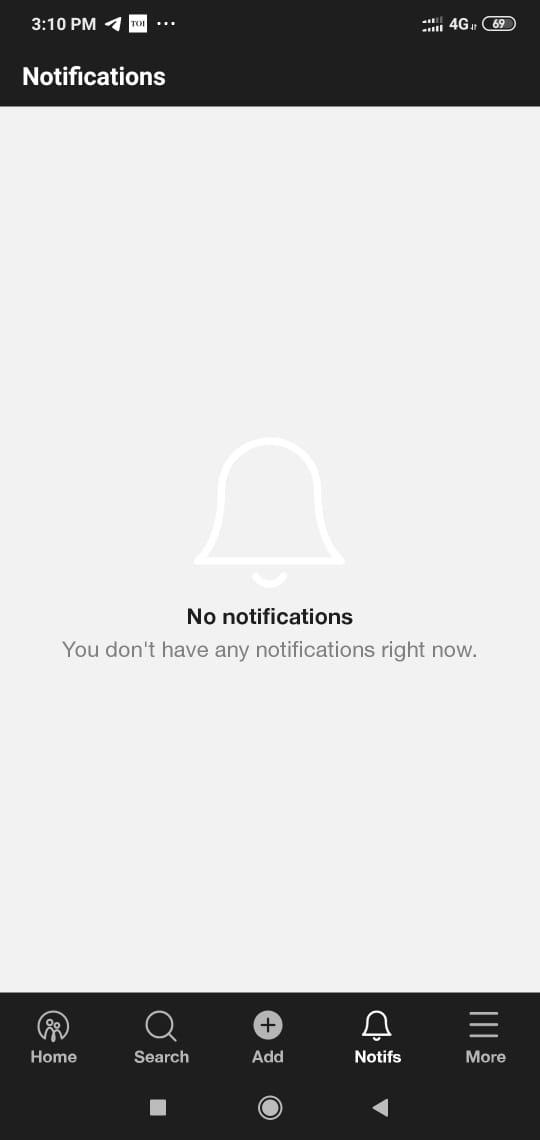 3:10 PM TOI ... 4G 69
Notifications
No notifications
You don't have any notifications right now.
Home Search Add Notifs More